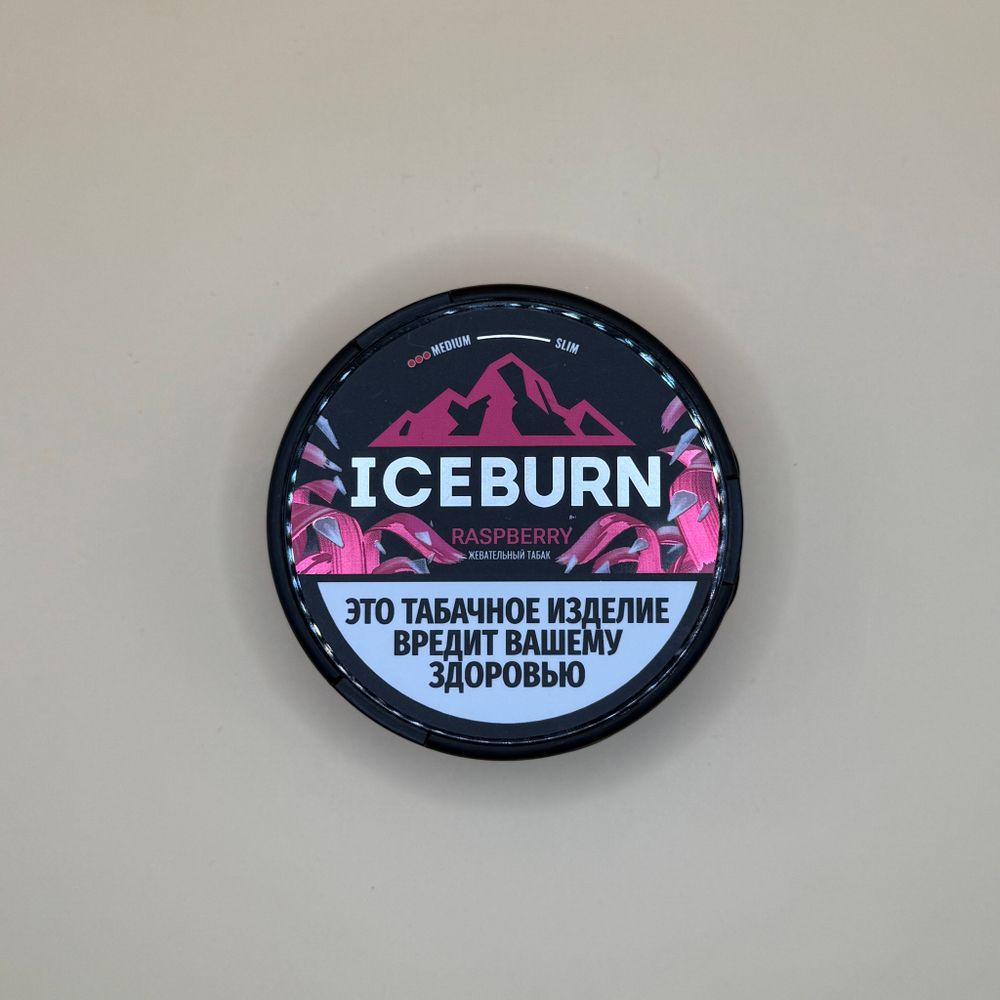 MEDIUM SLIM
ICEBURN
RASPBERRY
ЖЕВАТЕЛЬНЫЙ ТАБАК
ЭТО ТАБАЧНОЕ ИЗДЕЛИЕ
ВРЕДИТ ВАШЕМУ
ЗДОРОВЬЮ